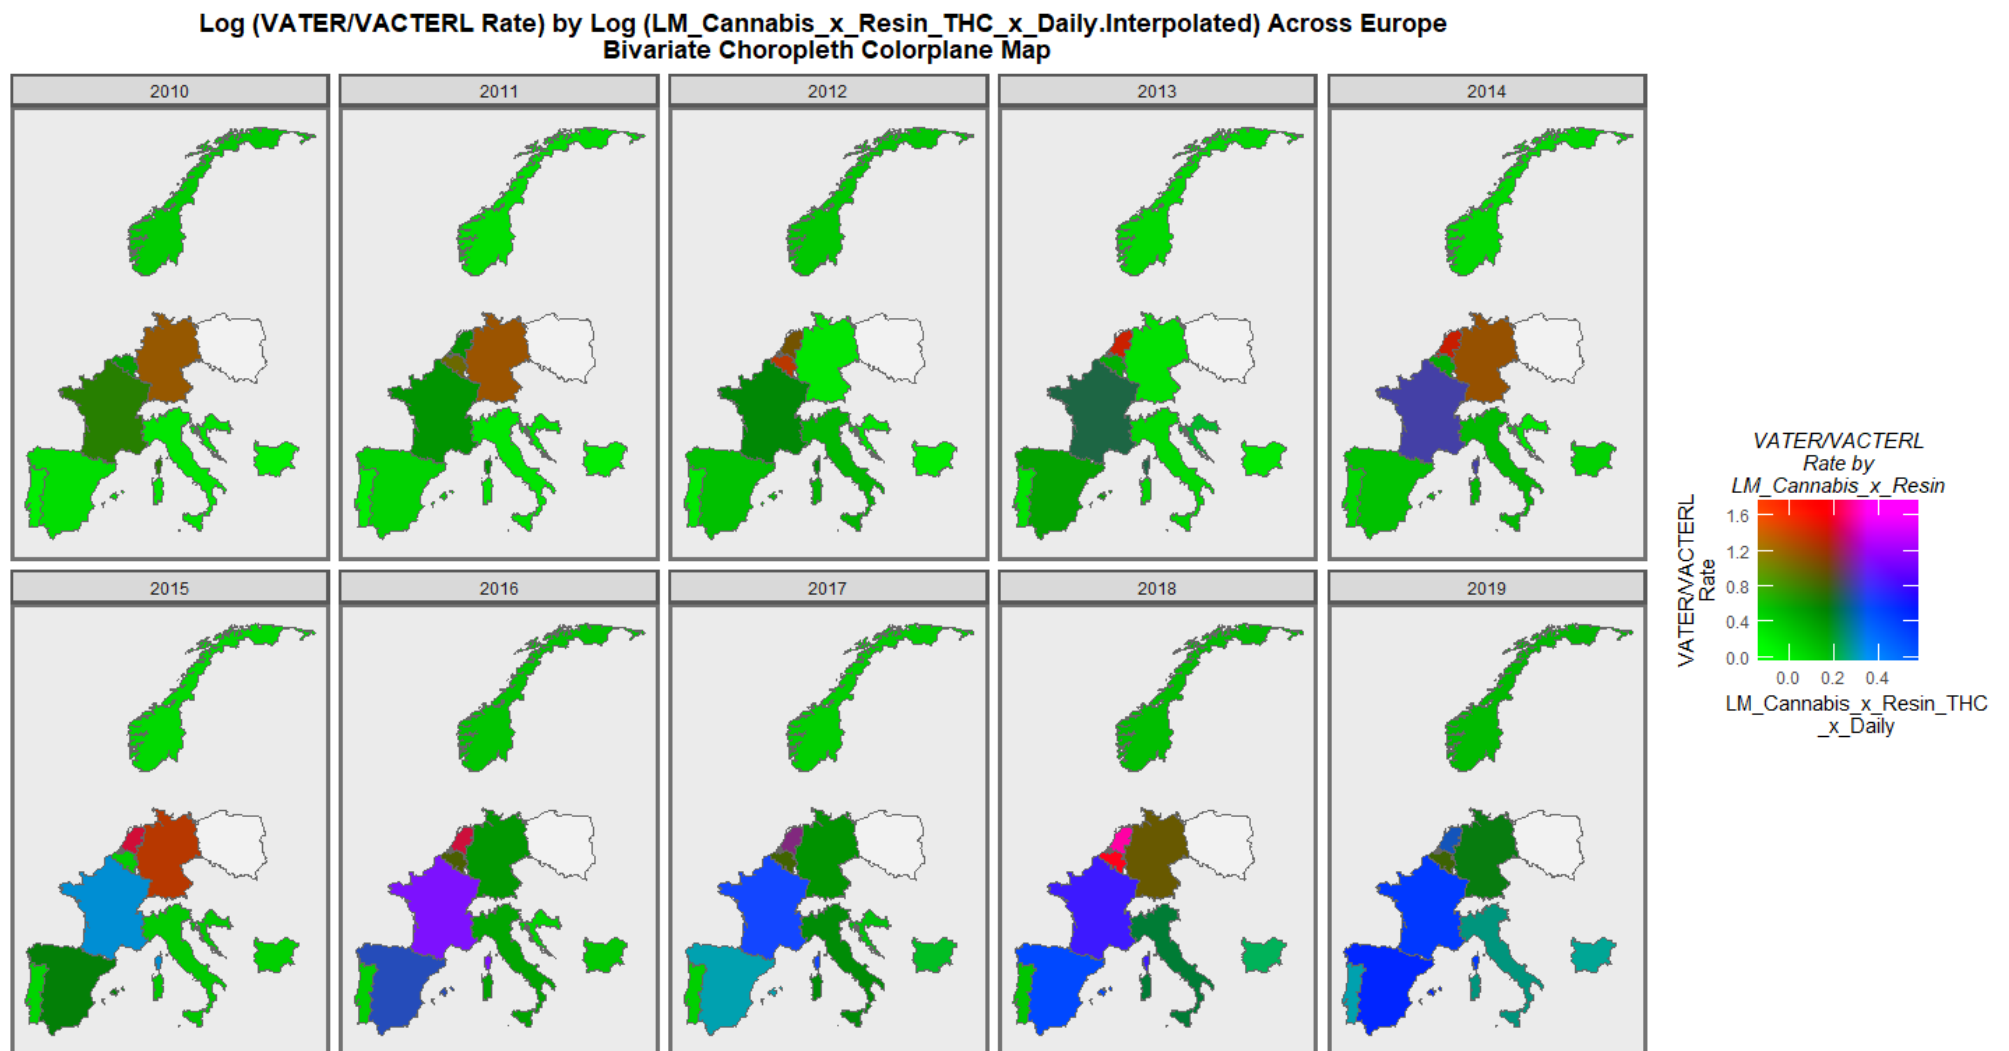 Log (VATER/VACTERL Rate) by Log (LM_Cannabis_x_Resin_THC_x_Daily.Interpolated) Across Europe
Bivariate Choropleth Colorplane Map
2010
2011
2012
2013
2014
2015
2016
2017
2018
2019
VATER/VACTERL
Rate by
LM_Cannabis_x_Resin
VATER/VACTERL
Rate
1.6
1.2
0.8
0.4
0.0
0.0 0.2 0.4
LM_Cannabis_x_Resin_THC
_x_Daily